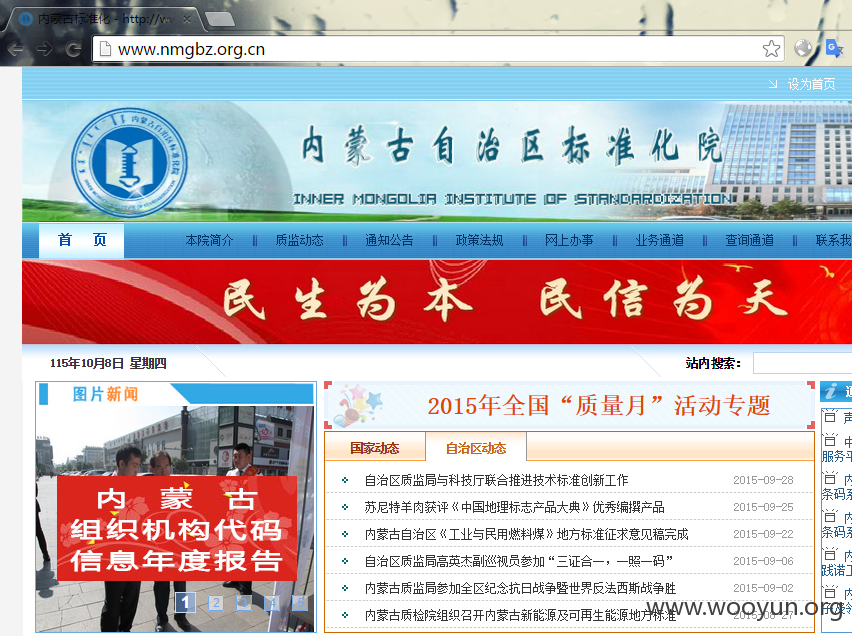 内蒙古标准化 - http://w
www.nmgbz.org.cn
设为首页
内蒙古自治区标准化院
INNER MONGOLIA INSTITUTE OF STANDARDIZATION
首 页 本院简介 质监动态 通知公告 政策法规 网上办事 业务通道 查询通道 联系我
民生为本 民信为天
115年10月8日 星期四
站内搜索:
图片新闻
内 蒙 古
组织机构代码
信息年度报告
1 2 3 4 5
2015年全国“质量月”活动专题
国家动态 自治区动态
自治区质监局与科技厅联合推进技术标准创新工作 2015-09-28
苏尼特羊肉获评《中国地理标志产品大典》优秀编撰产品 2015-09-22
内蒙古自治区《工业与民用燃料煤》地方标准征求意见稿完成 2015-09-22
自治区质监局高英杰副巡视员参加“三证合一，一照一码” 2015-09-06
内蒙古质监局参加全区纪念抗日战争暨世界反法西斯战争胜 2015-09-02
内蒙古质检院组织召开内蒙古新能源及可再生能源地方标准
服务平
条码系
条码系
践诺工
www.wooyun.org